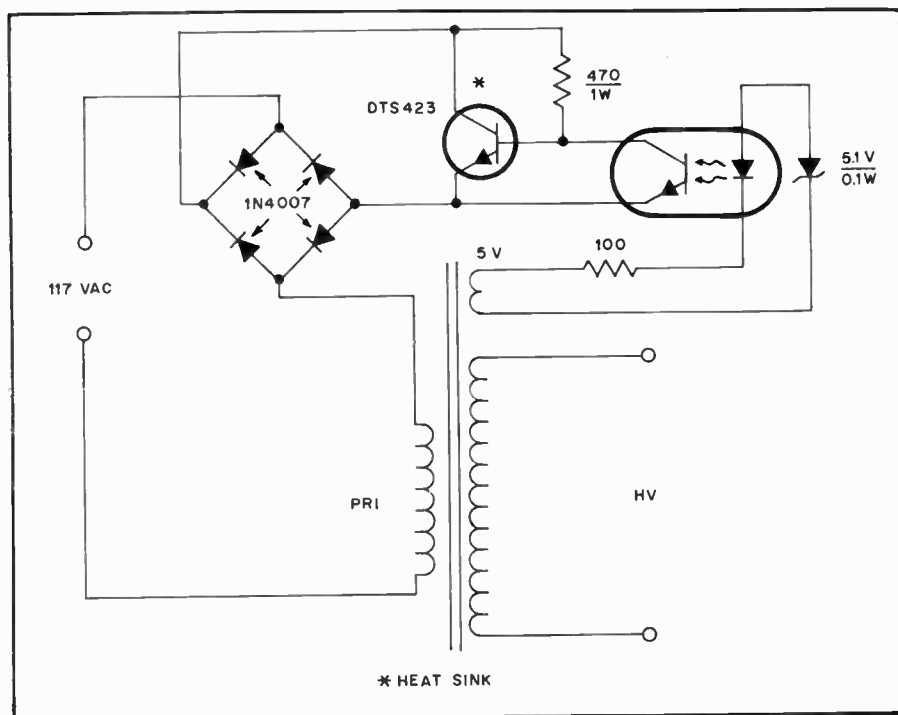 470
1W
*
DTS423
5.1 V
0.1W
1N4007
5 V
100
117 VAC
PRI
HV
* HEAT SINK